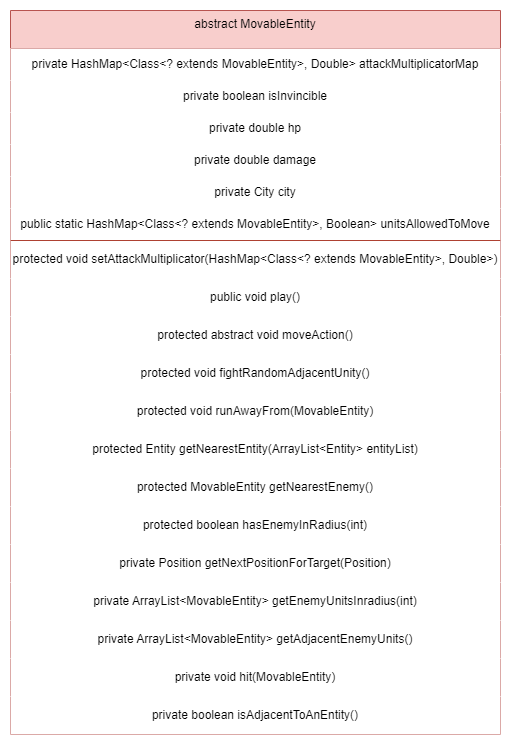 abstract MovableEntity
private HashMap<Class<? extends MovableEntity>, Double> attackMultiplicatorMap
private boolean isInvincible
private double hp
private double damage
private City city
public static HashMap<Class<? extends MovableEntity>, Boolean> unitsAllowedToMove
protected void setAttackMultiplicator(HashMap<Class<? extends MovableEntity>, Double>)
public void play()
protected abstract void moveAction()
protected void fightRandomAdjacentUnity()
protected void runAwayFrom(MovableEntity)
protected Entity getNearestEntity(ArrayList<Entity> entityList)
protected MovableEntity getNearestEnemy()
protected boolean hasEnemyInRadius(int)
private Position getNextPositionForTarget(Position)
private ArrayList<MovableEntity> getEnemyUnitsInradius(int)
private ArrayList<MovableEntity> getAdjacentEnemyUnits()
private void hit(MovableEntity)
private boolean isAdjacentToAnEntity()